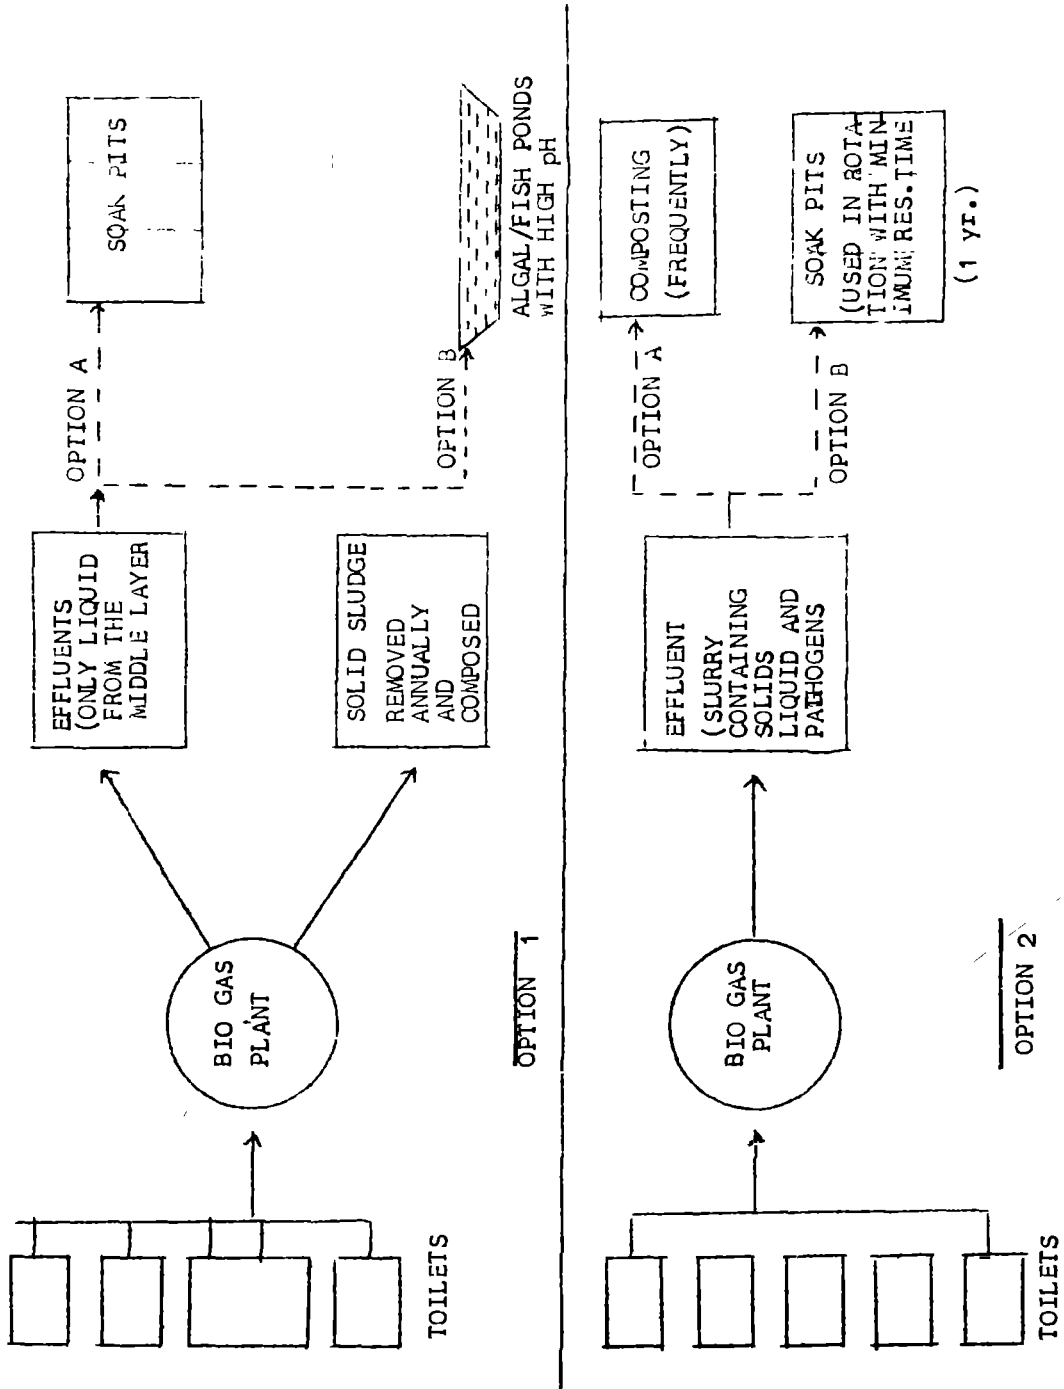 TOILETS
BIO GAS
PLANT
EFFLUENTS
(ONLY LIQUID
FROM THE
MIDDLE LAYER
SOLID SLUDGE
REMOVED
ANNUALLY
AND
COMPOSED
OPTION A
SOAK PITS
OPTION B
ALGAL/FISH PONDS
WITH HIGH pH
OPTION 1
TOILETS
BIO GAS
PLANT
EFFLUENT
(SLURRY
CONTAINING
SOLIDS
LIQUID AND
PATHOGENS
OPTION A
COMPOSTING
(FREQUENTLY)
OPTION B
SOAK PITS
(USED IN ROTA
TION WITH MIN
IMUM RES.TIME
(1 yr.)
OPTION 2